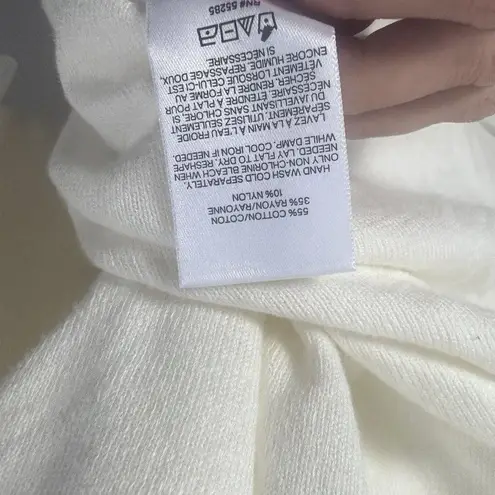 55% COTTON/COTON
35% RAYON/RAYONNE
10% NYLON
HAND WASH COLD SEPARATELY.
ONLY NON-CHLORINE BLEACH WHEN
NEEDED. LAY FLAT TO DRY. RESHAPE
WHILE DAMP. COOL IRON IF NEEDED.
LAVEZ À LA MAIN À L'EAU FROIDE
SÉPARÉMENT. UTILISEZ SEULEMENT
DU JAVELLISANT SANS CHLORE, SI
NÉCESSAIRE. ÉTENDRE À PLAT POUR
SÉCHER. RENDRE LA FORME AU
VÊTEMENT LORSQUE CELUI-CI EST
ENCORE HUMIDE. REPASSAGE DOUX,
SI NÉCESSAIRE.
RN# 55285